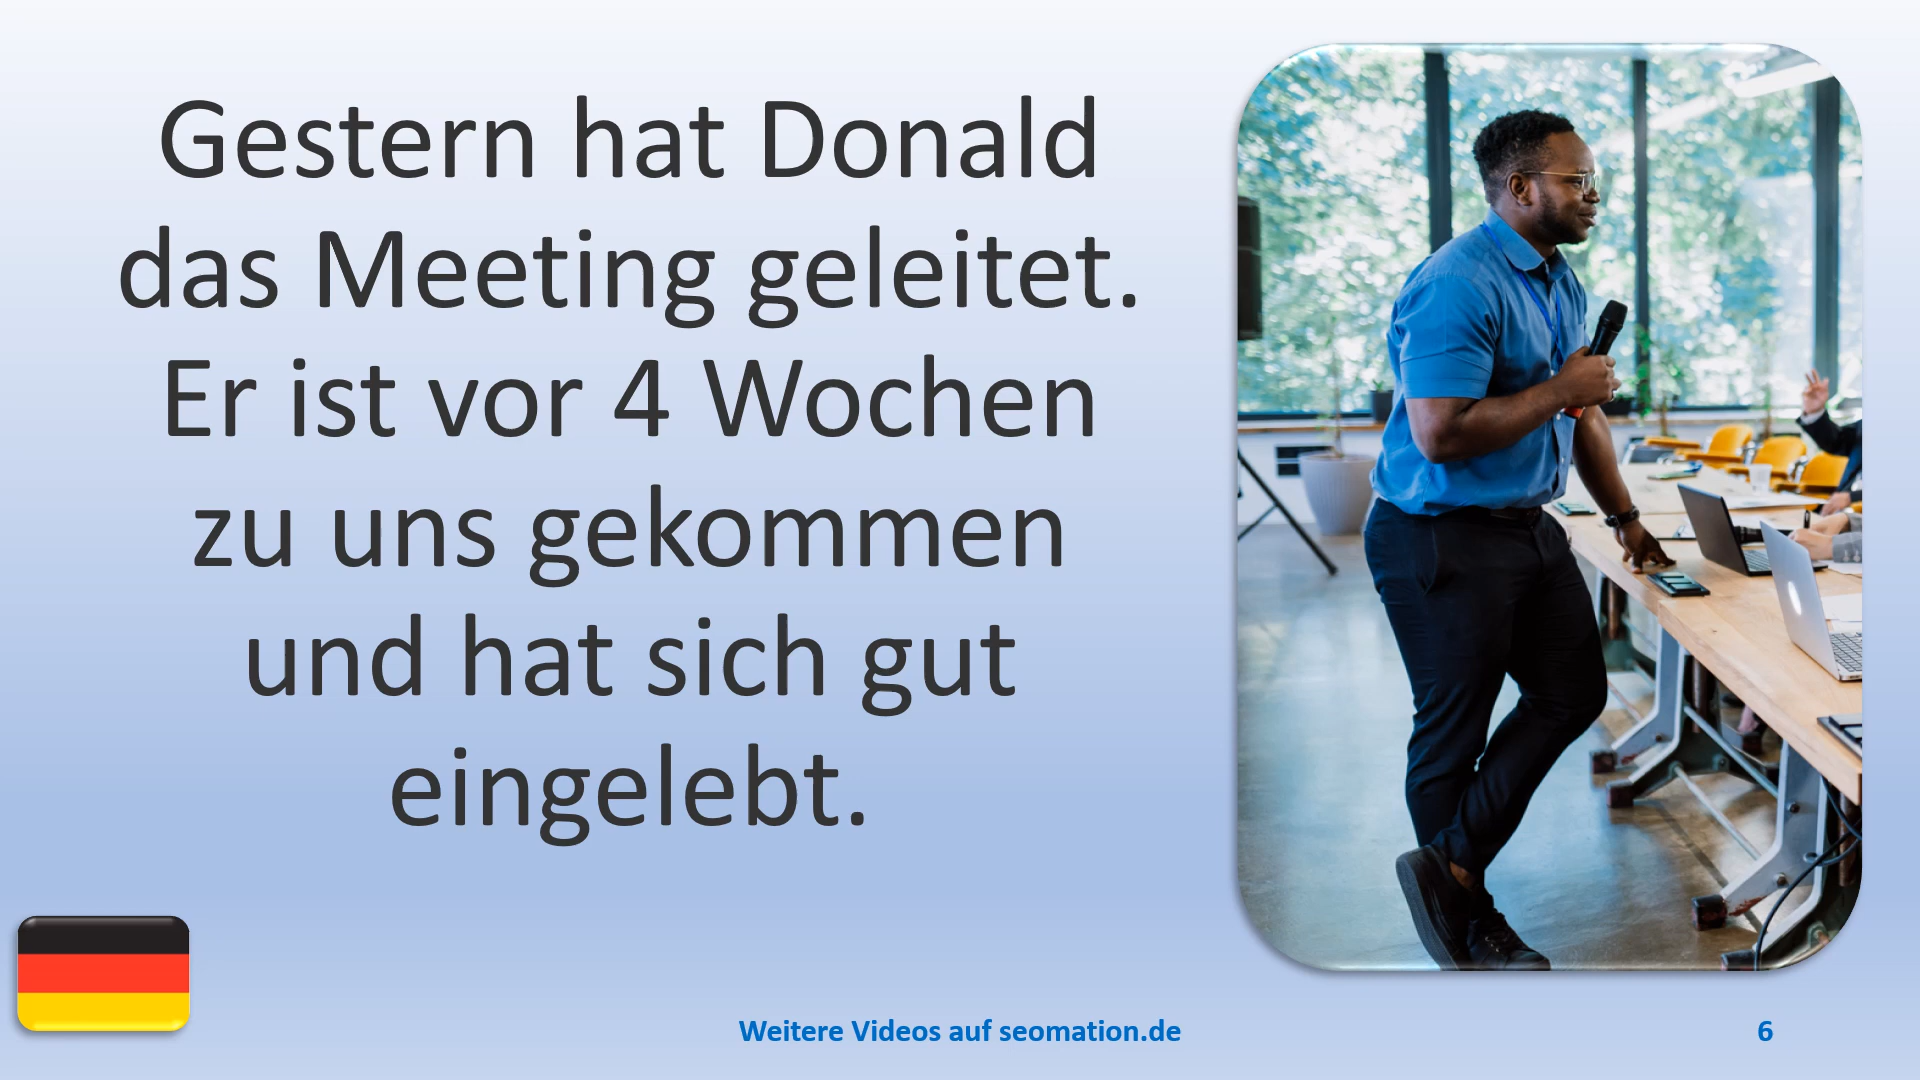 Gestern hat Donald
das Meeting geleitet.
Er ist vor 4 Wochen
zu uns gekommen
und hat sich gut
eingelebt.
Weitere Videos auf seomation.de
6